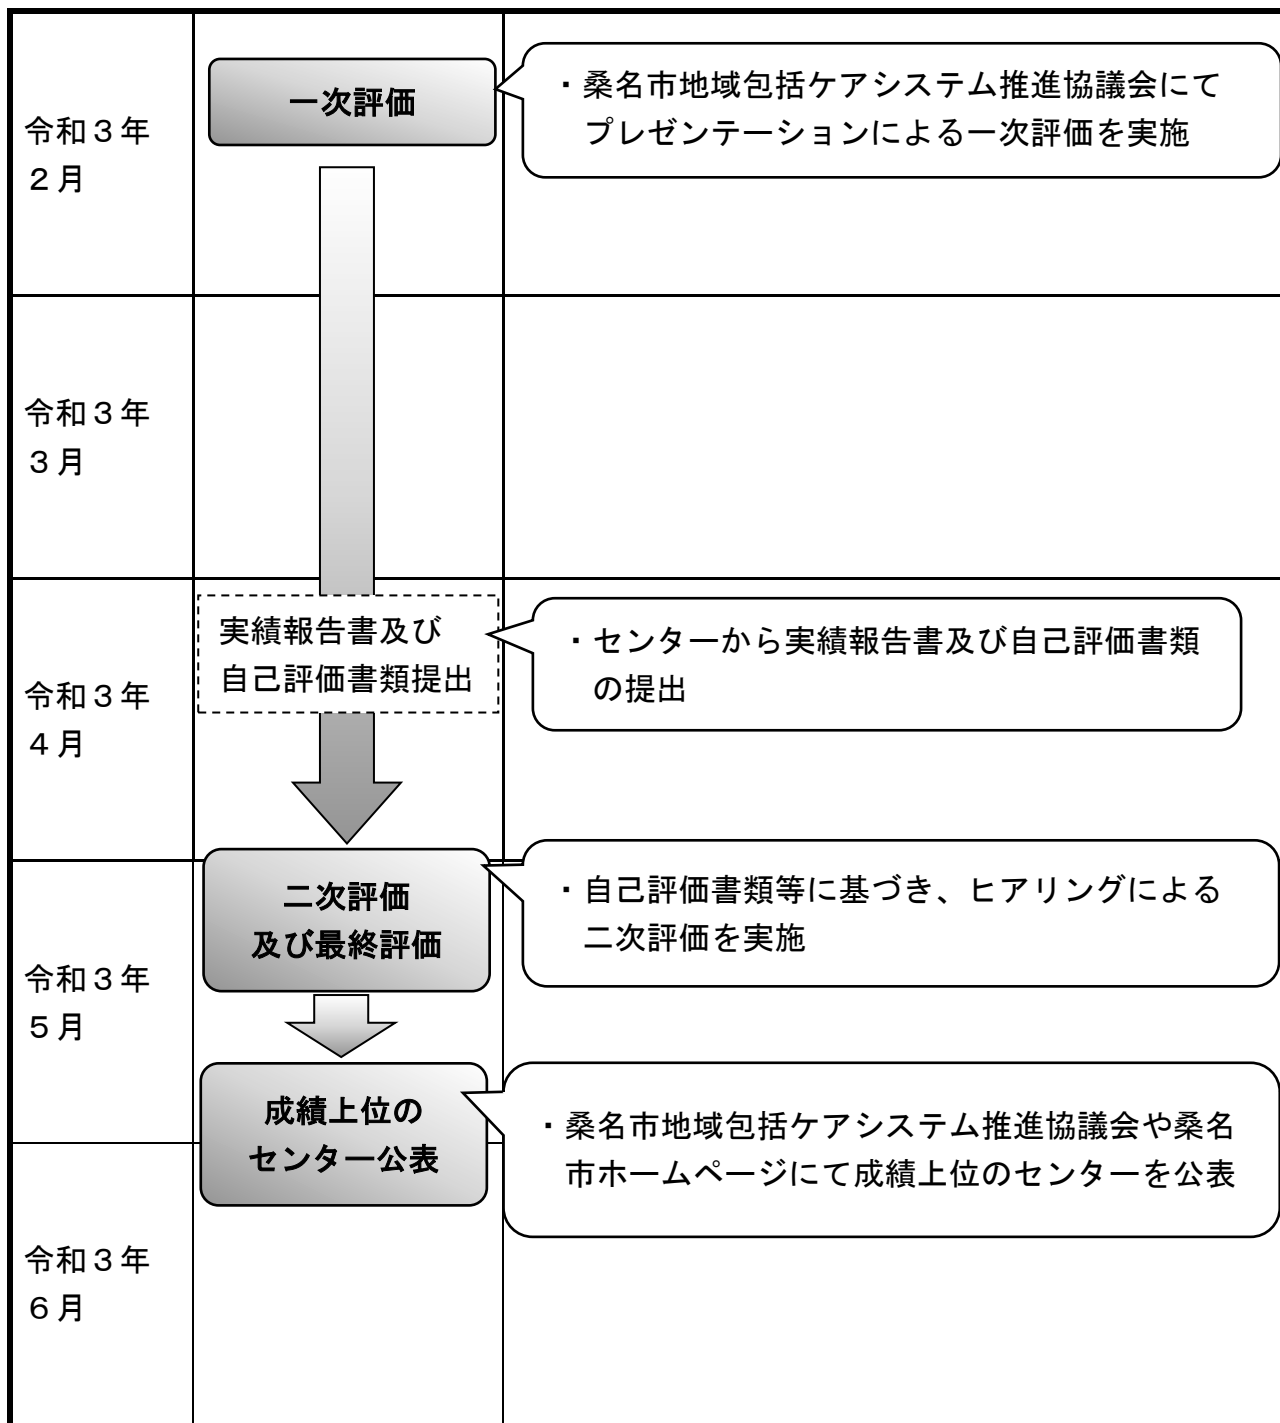 令和３年
２月
一次評価
・桑名市地域包括ケアシステム推進協議会にて
プレゼンテーションによる一次評価を実施
令和３年
３月
令和３年
４月
実績報告書及び
自己評価書類提出
・センターから実績報告書及び自己評価書類
の提出
令和３年
５月
二次評価
及び最終評価
・自己評価書類等に基づき、ヒアリングによる
二次評価を実施
成績上位の
センター公表
・桑名市地域包括ケアシステム推進協議会や桑名
市ホームページにて成績上位のセンターを公表
令和３年
６月